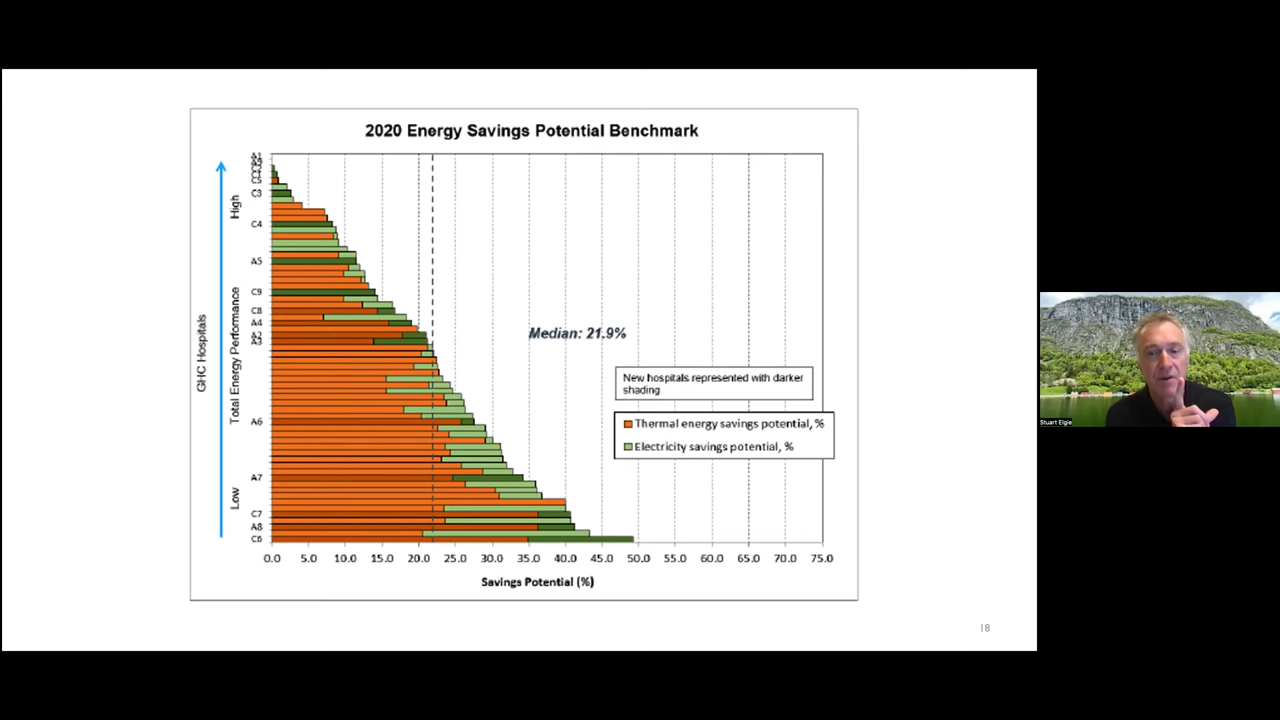 2020 Energy Savings Potential Benchmark
A1
C3
C4
A5
C9
C8
A4
A2
A3
A6
A7
C7
A8
C6
GHC Hospitals
Total Energy Performance
High
Low
Median: 21.9%
New hospitals represented with darker
shading
Thermal energy savings potential, %
Electricity savings potential, %
0.0 5.0 10.0 15.0 20.0 25.0 30.0 35.0 40.0 45.0 50.0 55.0 60.0 65.0 70.0 75.0
Savings Potential (%)
18
Stuart Elgie